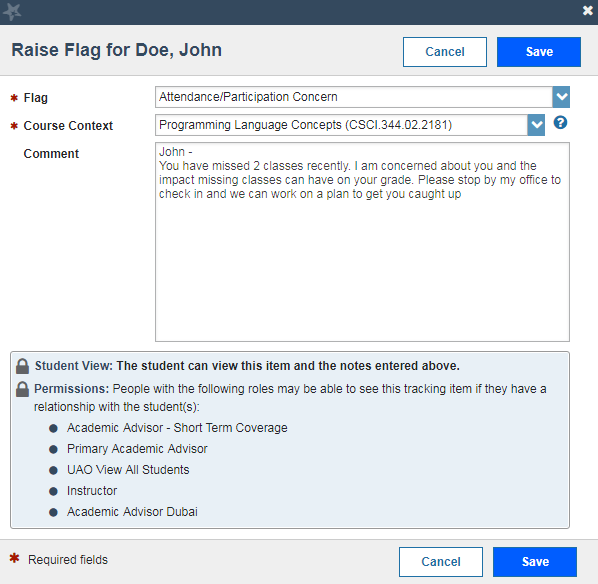 Raise Flag for Doe, John
Cancel
Save
* Flag
Attendance/Participation Concern
* Course Context
Programming Language Concepts (CSCI.344.02.2181)
?
Comment
John -
You have missed 2 classes recently. I am concerned about you and the
impact missing classes can have on your grade. Please stop by my office to
check in and we can work on a plan to get you caught up
Student View: The student can view this item and the notes entered above.
Permissions: People with the following roles may be able to see this tracking item if they have a
relationship with the student(s):
● Academic Advisor - Short Term Coverage
● Primary Academic Advisor
● UAO View All Students
● Instructor
● Academic Advisor Dubai
* Required fields
Cancel
Save